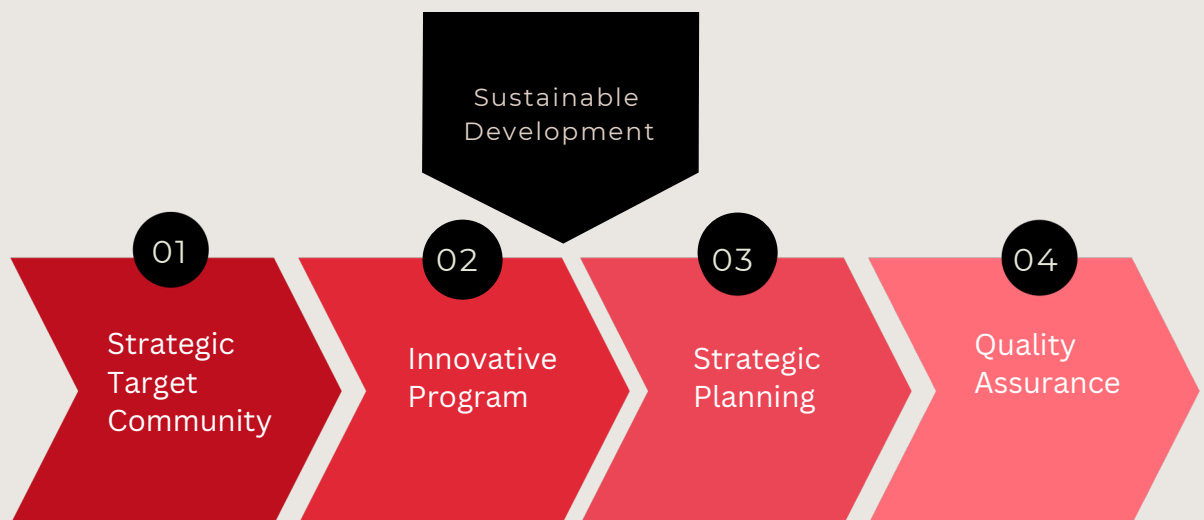 Sustainable
Development
01
Strategic
Target
Community
02
Innovative
Program
03
Strategic
Planning
04
Quality
Assurance